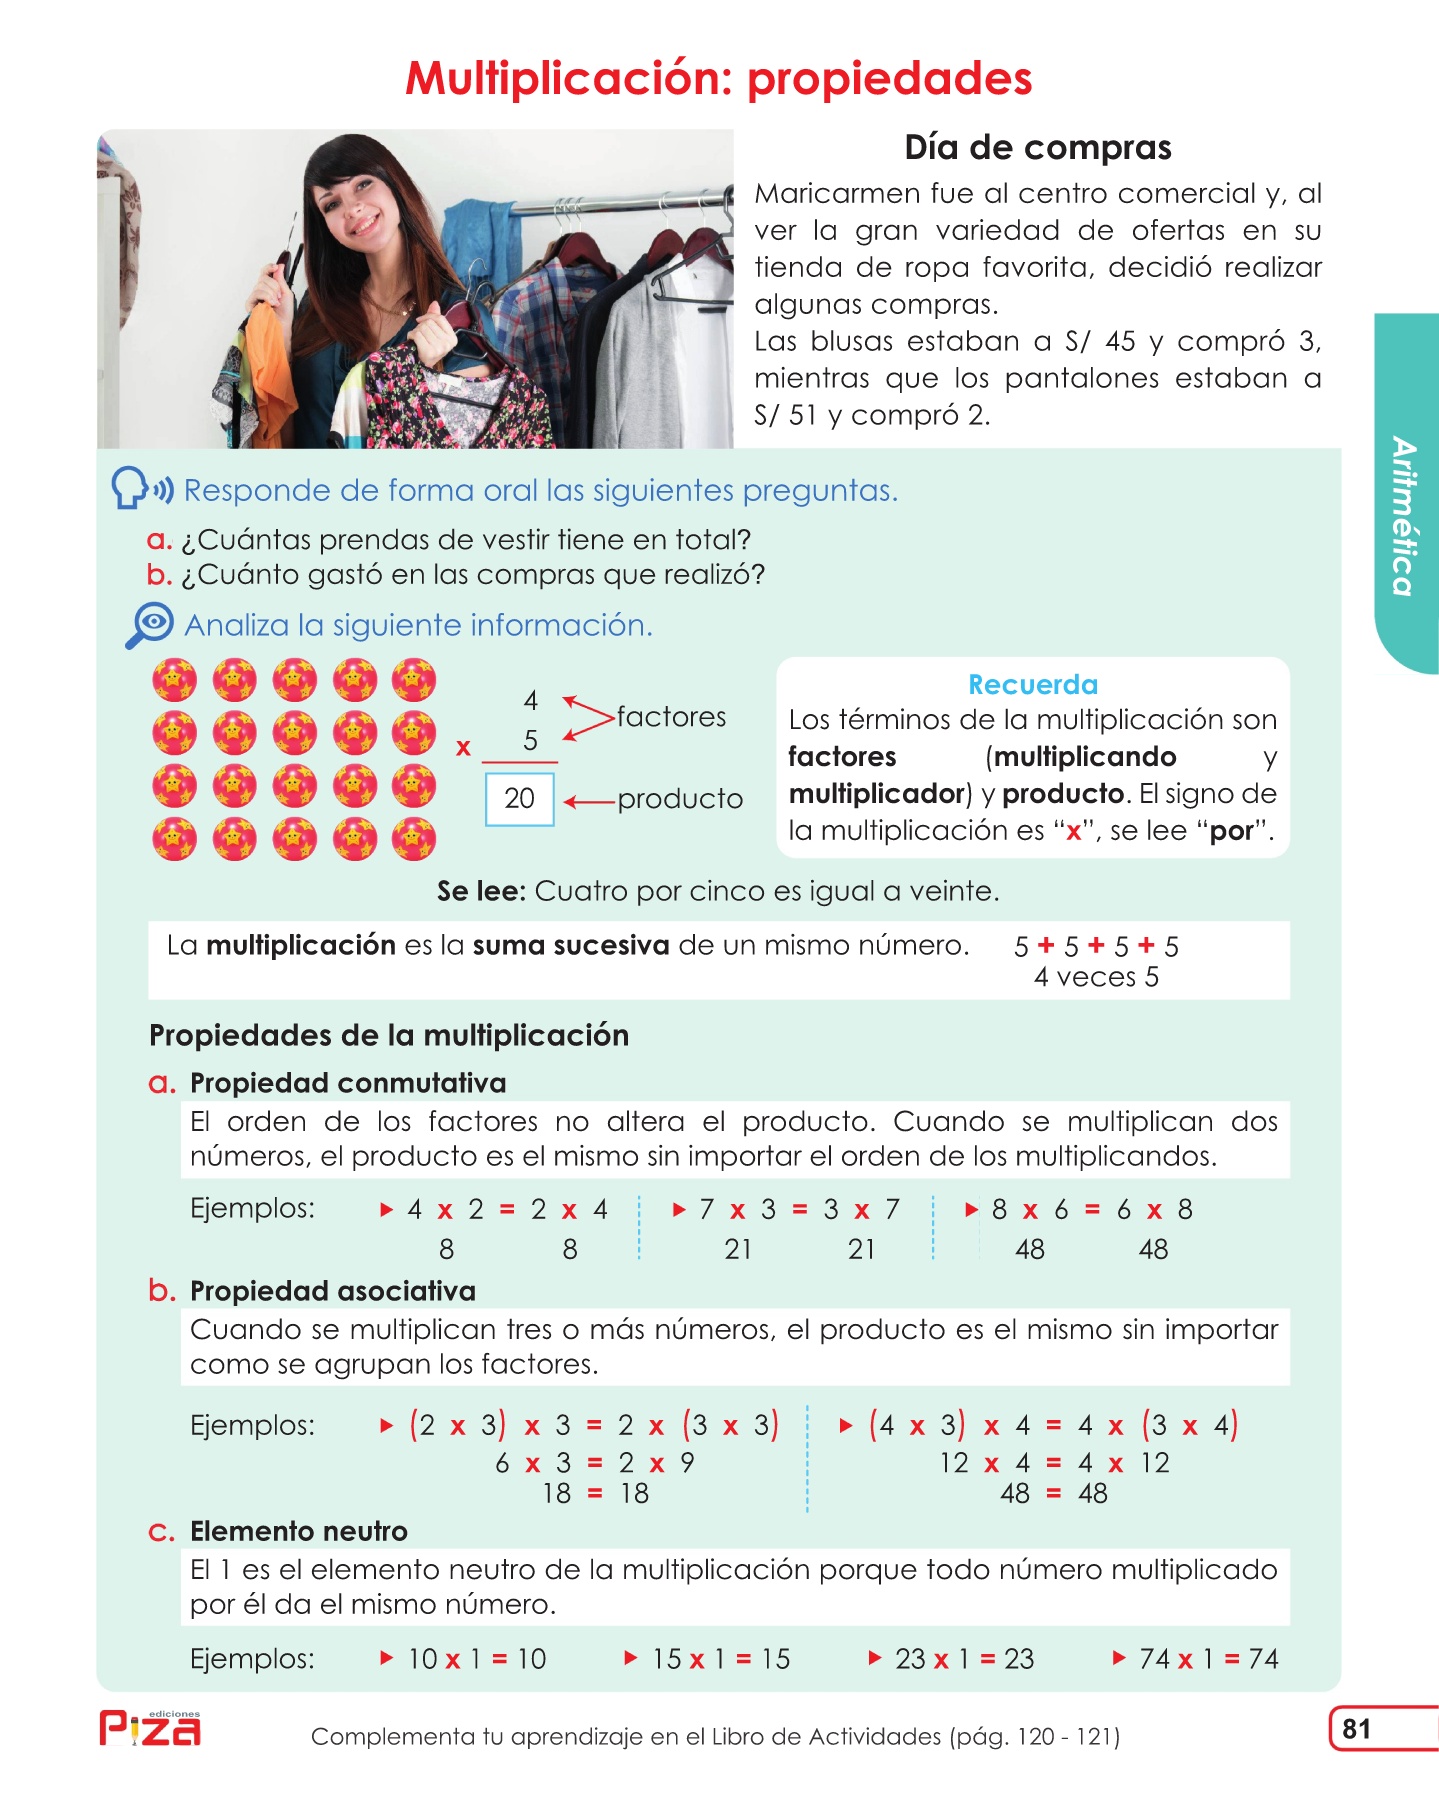 Multiplicación: propiedades
Día de compras
Maricarmen fue al centro comercial y, al
ver la gran variedad de ofertas en su
tienda de ropa favorita, decidió realizar
algunas compras.
Las blusas estaban a S/ 45 y compró 3,
mientras que los pantalones estaban a
S/ 51 y compró 2.
Aritmética
Responde de forma oral las siguientes preguntas.
a. ¿Cuántas prendas de vestir tiene en total?
b. ¿Cuánto gastó en las compras que realizó?
Analiza la siguiente información.
4
x 5
factores
20
producto
Recuerda
Los términos de la multiplicación son
factores (multiplicando y
multiplicador) y producto. El signo de
la multiplicación es “x”, se lee “por”.
Se lee: Cuatro por cinco es igual a veinte.
La multiplicación es la suma sucesiva de un mismo número. 5 + 5 + 5 + 5
4 veces 5
Propiedades de la multiplicación
a. Propiedad conmutativa
El orden de los factores no altera el producto. Cuando se multiplican dos
números, el producto es el mismo sin importar el orden de los multiplicandos.
Ejemplos: ▶ 4 x 2 = 2 x 4 ▶ 7 x 3 = 3 x 7 ▶ 8 x 6 = 6 x 8
8 8 21 21 48 48
b. Propiedad asociativa
Cuando se multiplican tres o más números, el producto es el mismo sin importar
como se agrupan los factores.
Ejemplos: ▶ (2 x 3) x 3 = 2 x (3 x 3) ▶ (4 x 3) x 4 = 4 x (3 x 4)
6 x 3 = 2 x 9 12 x 4 = 4 x 12
18 = 18 48 = 48
c. Elemento neutro
El 1 es el elemento neutro de la multiplicación porque todo número multiplicado
por él da el mismo número.
Ejemplos: ▶ 10 x 1 = 10 ▶ 15 x 1 = 15 ▶ 23 x 1 = 23 ▶ 74 x 1 = 74
ediciones
Piza
Complementa tu aprendizaje en el Libro de Actividades (pág. 120 - 121)
81